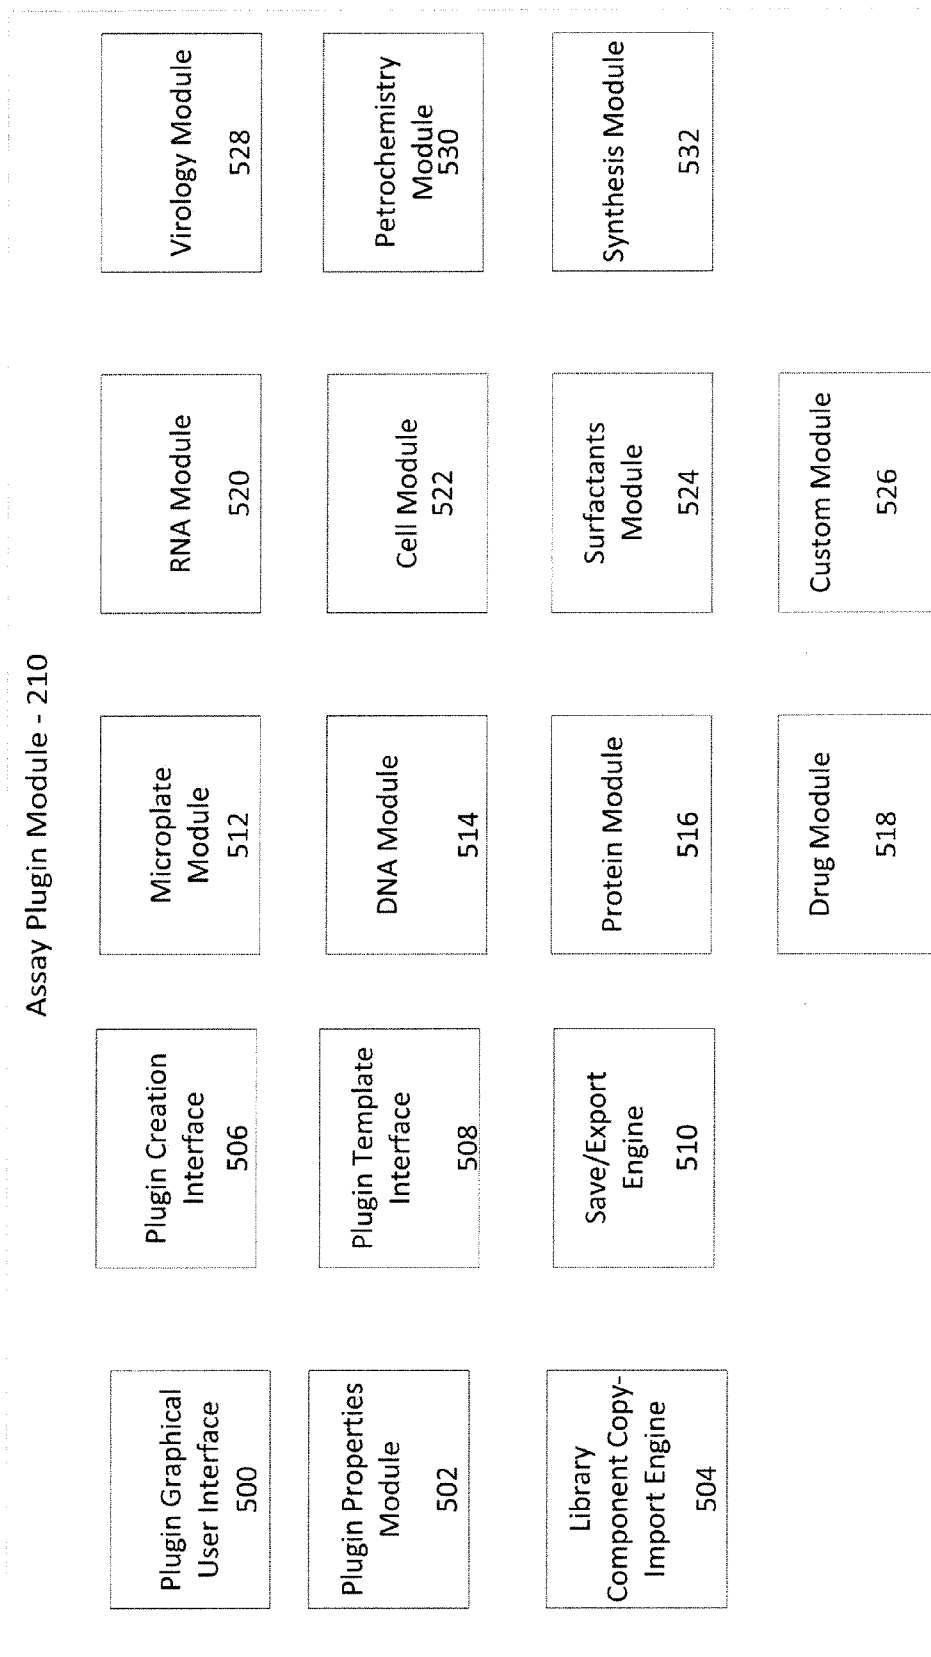 Assay Plugin Module - 210
Plugin Graphical
User Interface
500
Plugin Properties
Module
502
Library
Component Copy-
Import Engine
504
Plugin Creation
Interface
506
Plugin Template
Interface
508
Save/Export
Engine
510
Microplate
Module
512
DNA Module
514
Protein Module
516
Drug Module
518
RNA Module
520
Cell Module
522
Surfactants
Module
524
Custom Module
526
Virology Module
528
Petrochemistry
Module
530
Synthesis Module
532